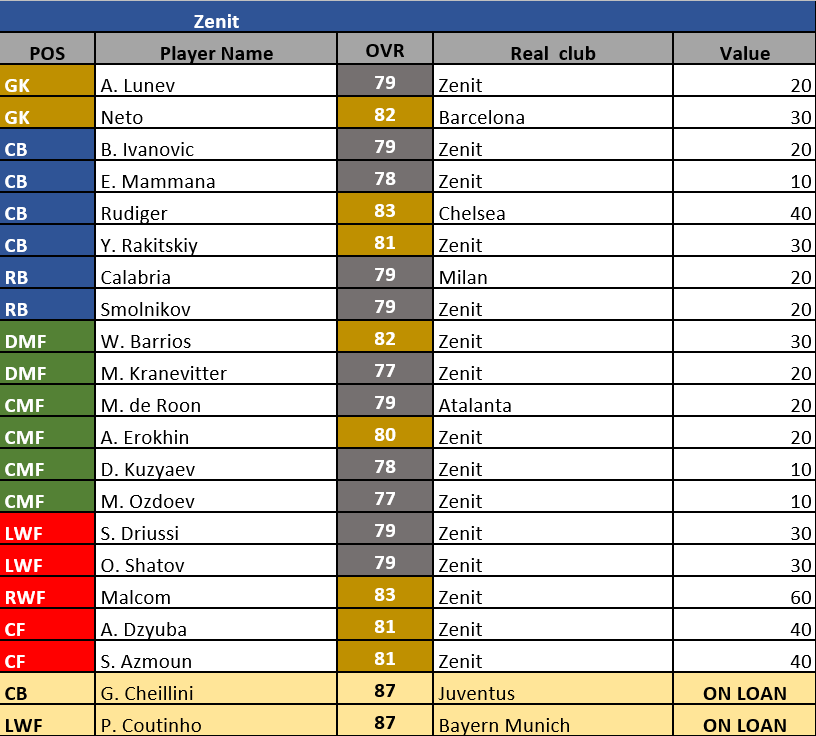 Zenit
POS Player Name OVR Real club Value
GK A. Lunev 79 Zenit 20
GK Neto 82 Barcelona 30
CB B. Ivanovic 79 Zenit 20
CB E. Mammana 78 Zenit 10
CB Rudiger 83 Chelsea 40
CB Y. Rakitskiy 81 Zenit 30
RB Calabria 79 Milan 20
RB Smolnikov 79 Zenit 20
DMF W. Barrios 82 Zenit 30
DMF M. Kranevitter 77 Zenit 20
CMF M. de Roon 79 Atalanta 20
CMF A. Erokhin 80 Zenit 20
CMF D. Kuzyaev 78 Zenit 10
CMF M. Ozdoev 77 Zenit 10
LWF S. Driussi 79 Zenit 30
LWF O. Shatov 79 Zenit 30
RWF Malcom 83 Zenit 60
CF A. Dzyuba 81 Zenit 40
CF S. Azmoun 81 Zenit 40
CB G. Cheillini 87 Juventus ON LOAN
LWF P. Coutinho 87 Bayern Munich ON LOAN